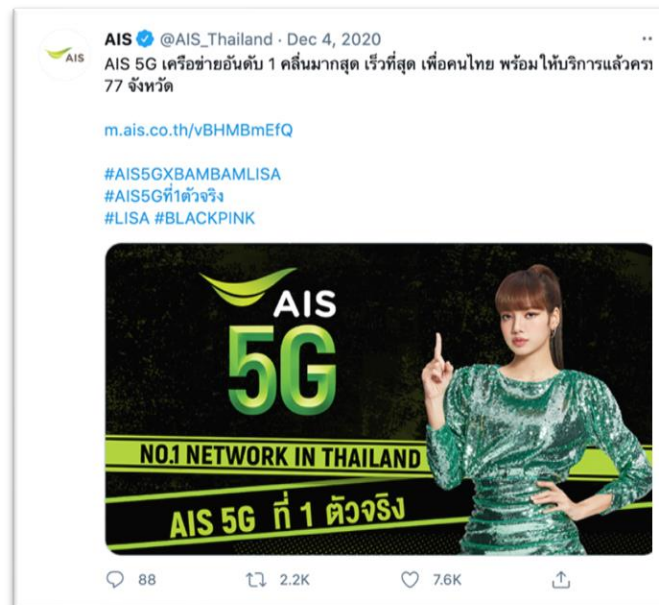 AIS @AIS_Thailand · Dec 4, 2020
AIS
AIS 5G เครือข่ายอันดับ 1 คลื่นมากสุด เร็วที่สุด เพื่อคนไทย พร้อมให้บริการแล้ว
77 จังหวัด
m.ais.co.th/vBHMBmEfQ
#AIS5GXBAMBAMLISA
#AIS5Gที่1ตัวจริง
#LISA #BLACKPINK
AIS
5G
NO.1 NETWORK IN THAILAND
AIS 5G ที่ 1 ตัวจริง
88 2.2K 7.6K